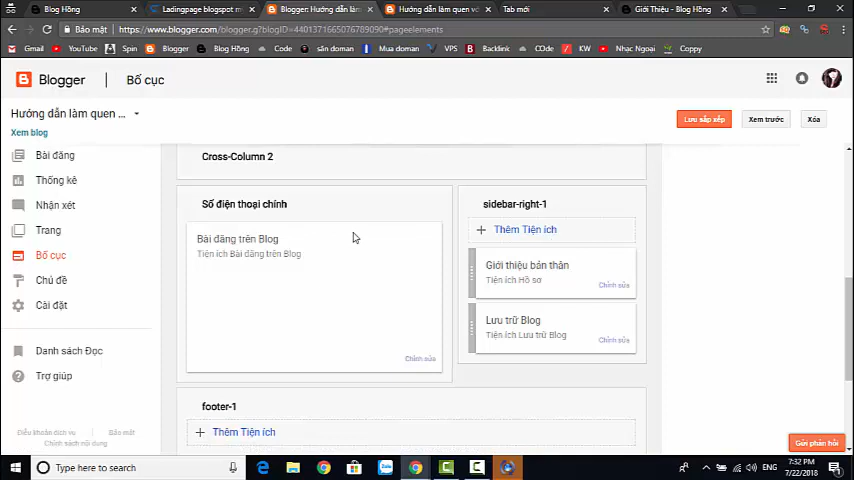 Blog Hồng
Ladingpage blogspot m
Blogger: Hướng dẫn làm
Hướng dẫn làm quen vớ
Tab mới
Giới Thiệu - Blog Hồng
Bảo mật
https://www.blogger.com/blogger.g?blogID=4401371665076789090#pageelements
Gmail
YouTube
Spin
Blogger
Blog Hồng
Code
săn doman
Mua doman
VPS
Backlink
COde
KW
Nhạc Ngoại
Coppy
Blogger
Bố cục
Hướng dẫn làm quen ...
Xem blog
Lưu sắp xếp
Xem trước
Xóa
Bài đăng
Thống kê
Nhận xét
Trang
Bố cục
Chủ đề
Cài đặt
Danh sách Đọc
Trợ giúp
Điều khoản dịch vụ
Bảo mật
Chính sách nội dung
Cross-Column 2
Số điện thoại chính
Bài đăng trên Blog
Tiện ích Bài đăng trên Blog
Chỉnh sửa
sidebar-right-1
Thêm Tiện ích
Giới thiệu bản thân
Tiện ích Hồ sơ
Chỉnh sửa
Lưu trữ Blog
Tiện ích Lưu trữ Blog
Chỉnh sửa
footer-1
Thêm Tiện ích
Gửi phản hồi
Type here to search
Zalo
ENG
7:32 PM
7/22/2018